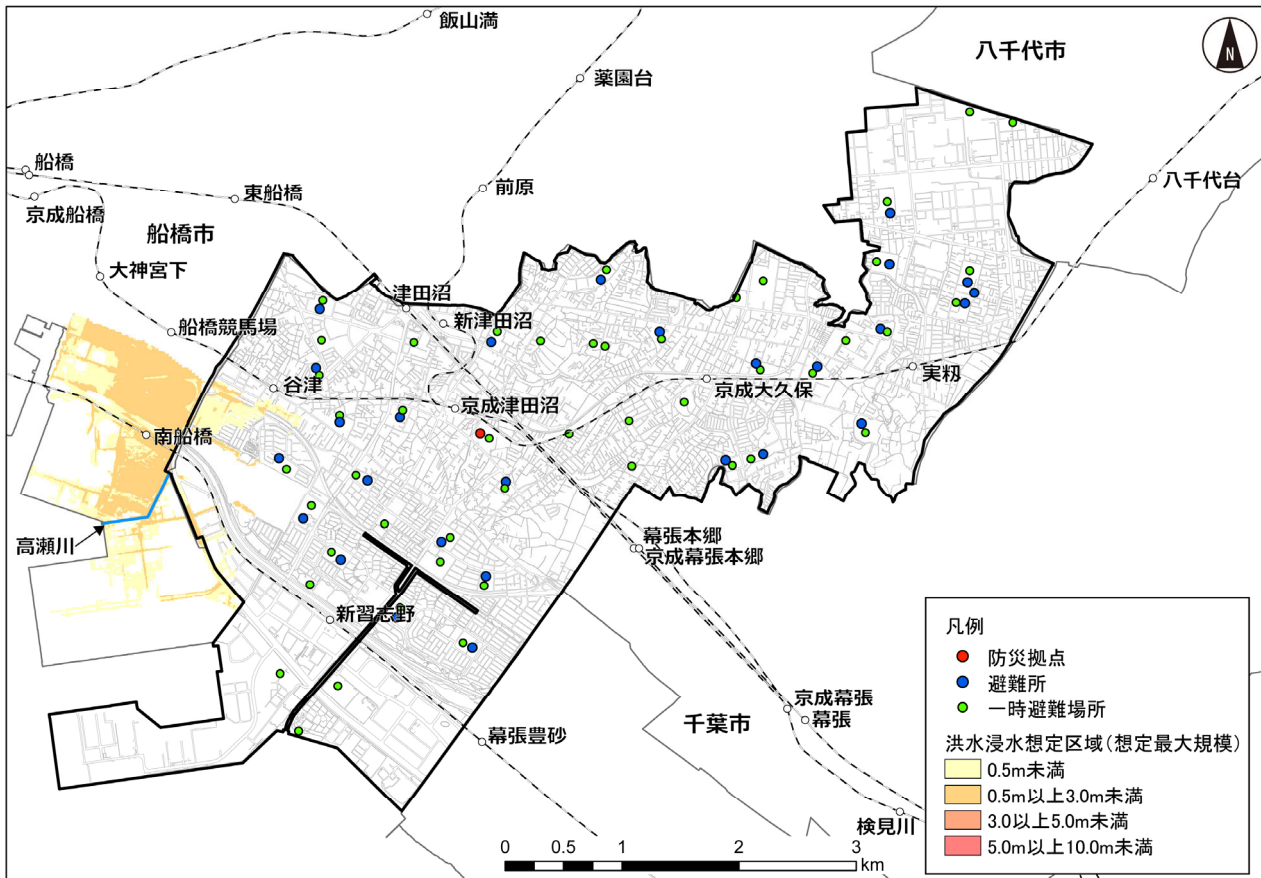 飯山満
八千代市
N
薬園台
船橋
東船橋
前原
八千代台
京成船橋
船橋市
大神宮下
津田沼
新津田沼
船橋競馬場
谷津
京成津田沼
京成大久保
実籾
南船橋
高瀬川
幕張本郷
京成幕張本郷
新習志野
京成幕張
幕張
千葉市
幕張豊砂
検見川
凡例
防災拠点
避難所
一時避難場所
洪水浸水想定区域(想定最大規模)
0.5m未満
0.5m以上3.0m未満
3.0以上5.0m未満
5.0m以上10.0m未満
0 0.5 1 2 3
km